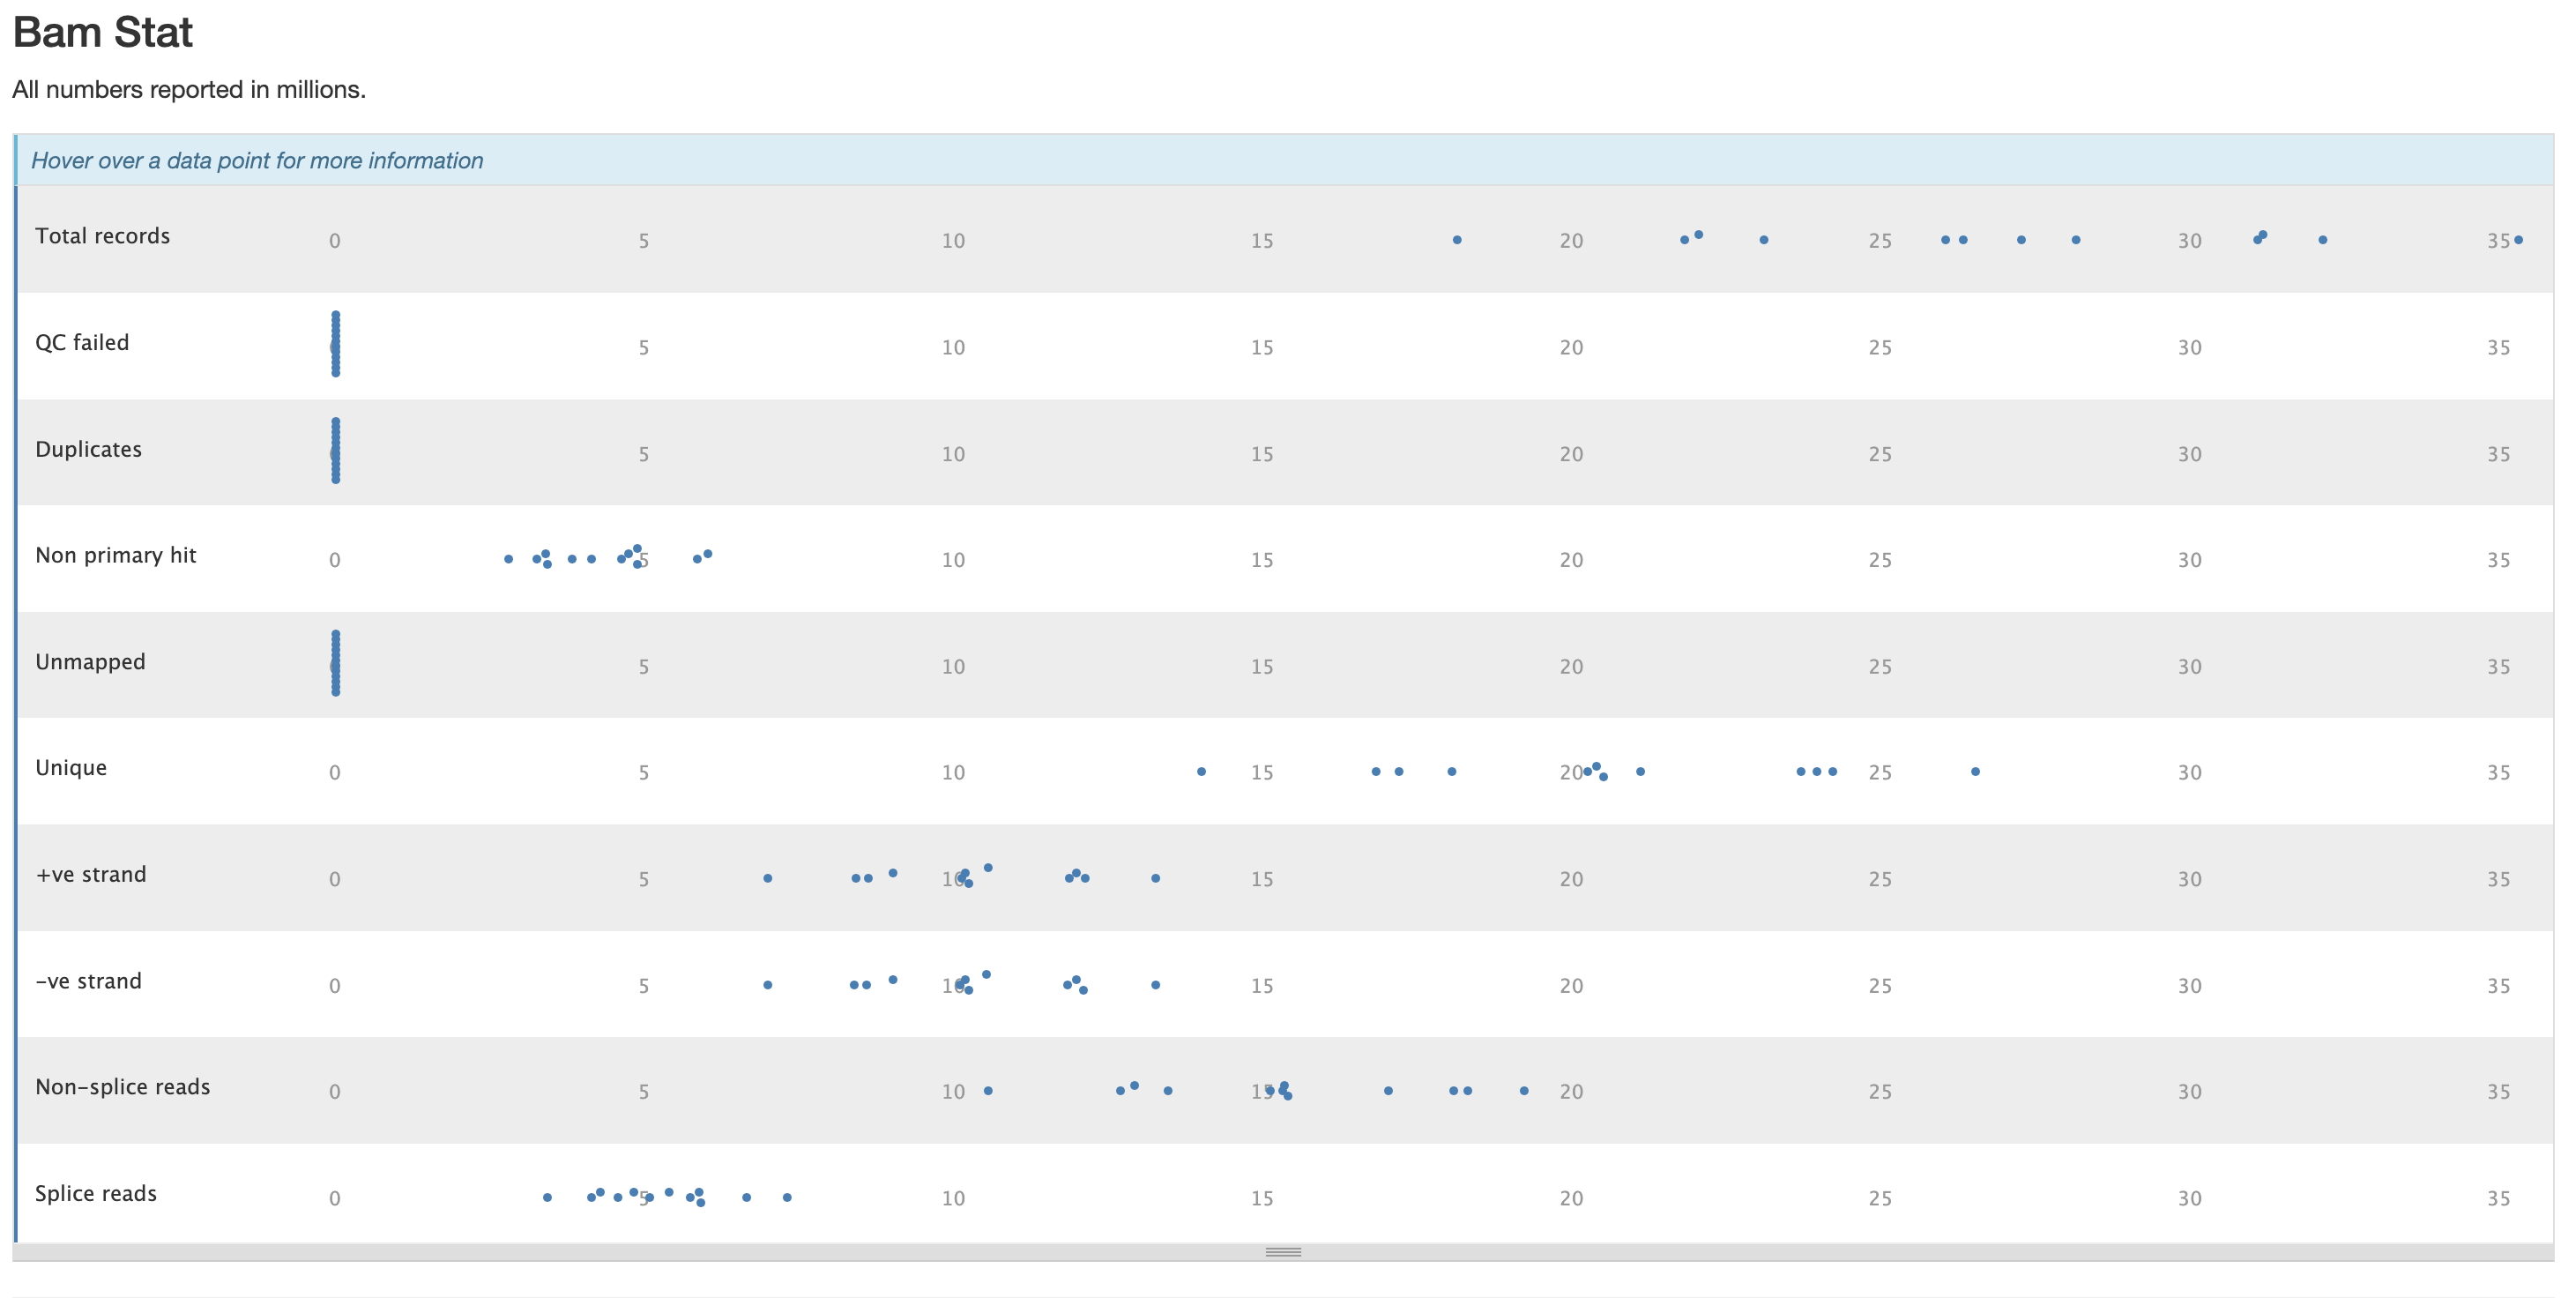 Bam Stat
All numbers reported in millions.
Hover over a data point for more information
Total records 0 5 10 15 20 25 30 35
QC failed 5 10 15 20 25 30 35
Duplicates 5 10 15 20 25 30 35
Non primary hit 0 5 10 15 20 25 30 35
Unmapped 5 10 15 20 25 30 35
Unique 0 5 10 15 20 25 30 35
+ve strand 0 5 10 15 20 25 30 35
-ve strand 0 5 10 15 20 25 30 35
Non-splice reads 0 5 10 15 20 25 30 35
Splice reads 0 5 10 15 20 25 30 35